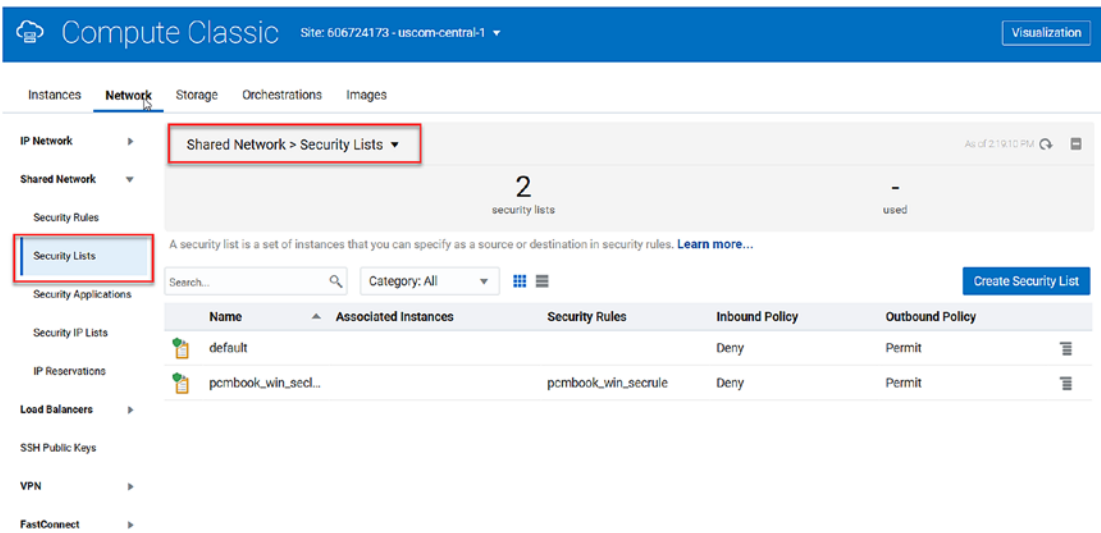 Compute Classic Site: 606724173 - uscom-central-1 Visualization
Instances Network Storage Orchestrations Images
IP Network
Shared Network
Security Rules
Security Lists
Security Applications
Security IP Lists
IP Reservations
Load Balancers
SSH Public Keys
VPN
FastConnect
Shared Network > Security Lists
As of 2:19:10 PM
2
security lists
-
used
A security list is a set of instances that you can specify as a source or destination in security rules. Learn more...
Search... Category: All Create Security List
Name Associated Instances Security Rules Inbound Policy Outbound Policy
default Deny Permit
pcmbook_win_secl... pcmbook_win_secrule Deny Permit